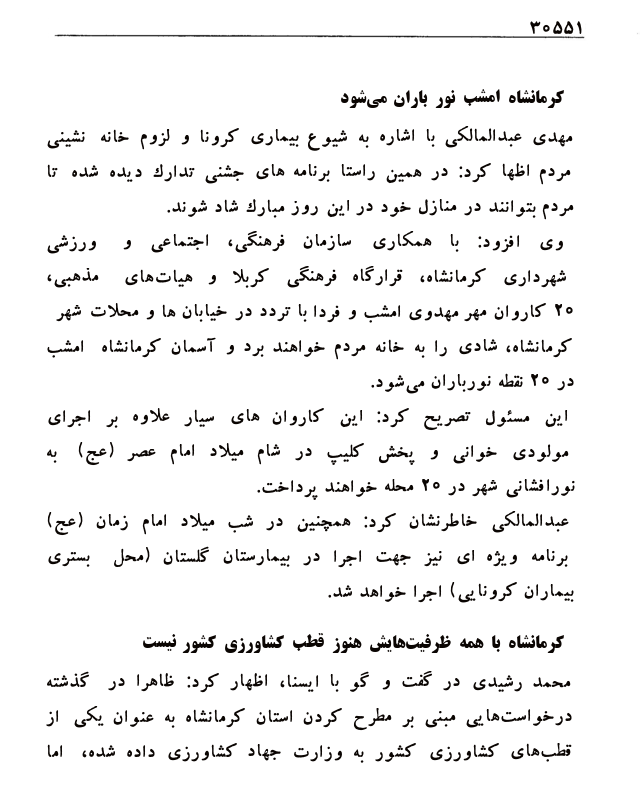 ۳۰۵۵۱
کرمانشاه امشب نور باران می‌شود
مهدی عبدالمالکی با اشاره به شیوع بیماری کرونا و لزوم خانه نشینی
مردم اظها کرد: در همین راستا برنامه های جشنی تدارك دیده شده تا
مردم بتوانند در منازل خود در این روز مبارك شاد شوند.
وی افزود: با همکاری سازمان فرهنگی، اجتماعی و ورزشی
شهرداری کرمانشاه، قرارگاه فرهنگی کربلا و هیات‌های مذهبی،
۲۰ کاروان مهر مهدوی امشب و فردا با تردد در خیابان ها و محلات شهر
کرمانشاه، شادی را به خانه مردم خواهند برد و آسمان کرمانشاه امشب
در ۲۰ نقطه نورباران می‌شود.
این مسئول تصریح کرد: این کاروان های سیار علاوه بر اجرای
مولودی خوانی و پخش کلیپ در شام میلاد امام عصر (عج) به
نورافشانی شهر در ۲۰ محله خواهند پرداخت.
عبدالمالکی خاطرنشان کرد: همچنین در شب میلاد امام زمان (عج)
برنامه ویژه ای نیز جهت اجرا در بیمارستان گلستان (محل بستری
بیماران کرونایی) اجرا خواهد شد.
کرمانشاه با همه ظرفیت‌هایش هنوز قطب کشاورزی کشور نیست
محمد رشیدی در گفت و گو با ایسنا، اظهار کرد: ظاهرا در گذشته
درخواست‌هایی مبنی بر مطرح کردن استان کرمانشاه به عنوان یکی از
قطب‌های کشاورزی کشور به وزارت جهاد کشاورزی داده شده، اما